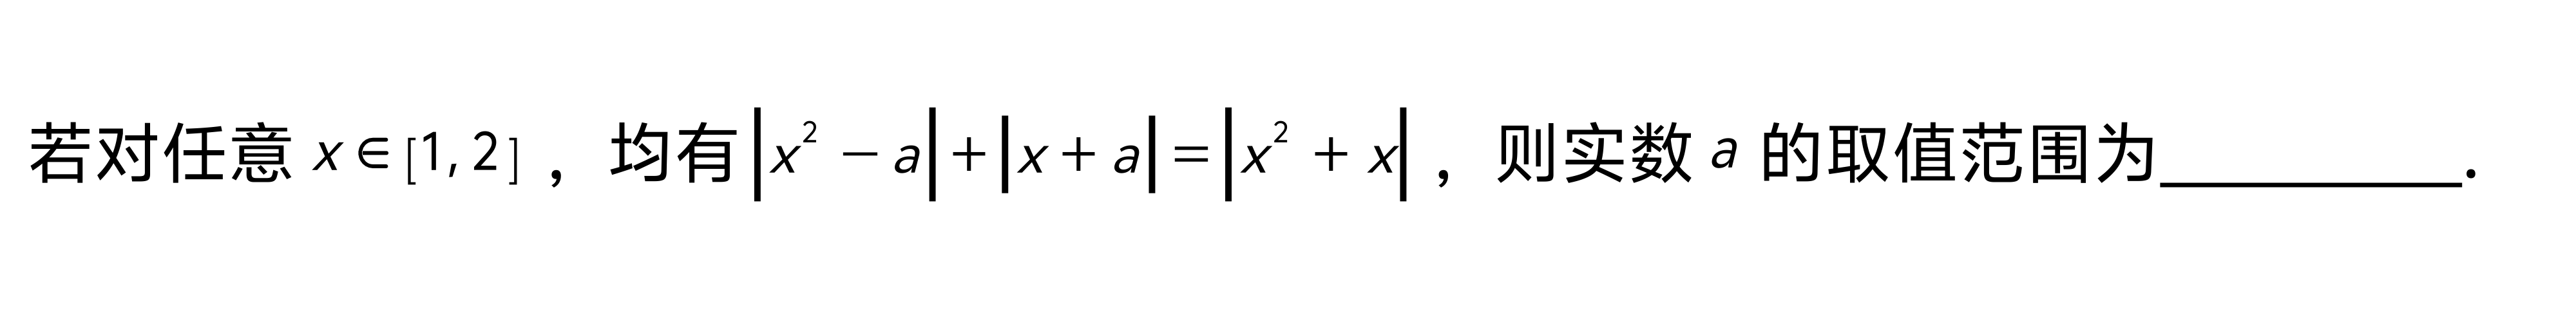 若对任意 x ∈ [1, 2] ，均有|x² − a| + |x + a| = |x² + x|，则实数 a 的取值范围为__________.